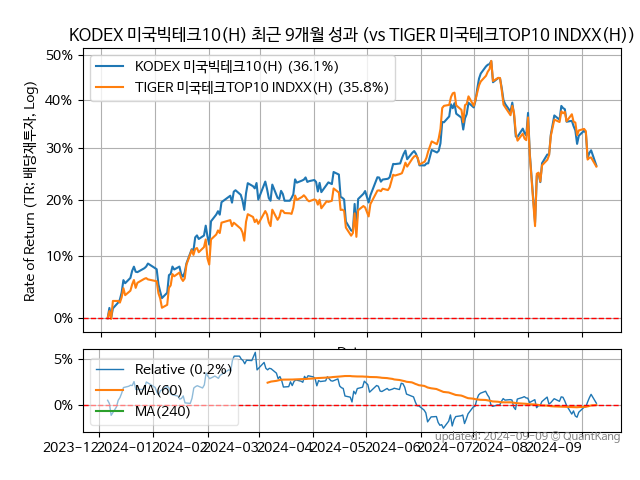 KODEX 미국빅테크10(H) 최근 9개월 성과 (vs TIGER 미국테크TOP10 INDXX(H))
50%
40%
30%
20%
10%
0%
Rate of Return (TR: 배당재투자, Log)
KODEX 미국빅테크10(H) (36.1%)
TIGER 미국테크TOP10 INDXX(H) (35.8%)
5%
0%
Relative (0.2%)
MA(60)
MA(240)
updated: 2024-09-09 © QuantKang
2023-12 2024-01 2024-02 2024-03 2024-04 2024-05 2024-06 2024-07 2024-08 2024-09